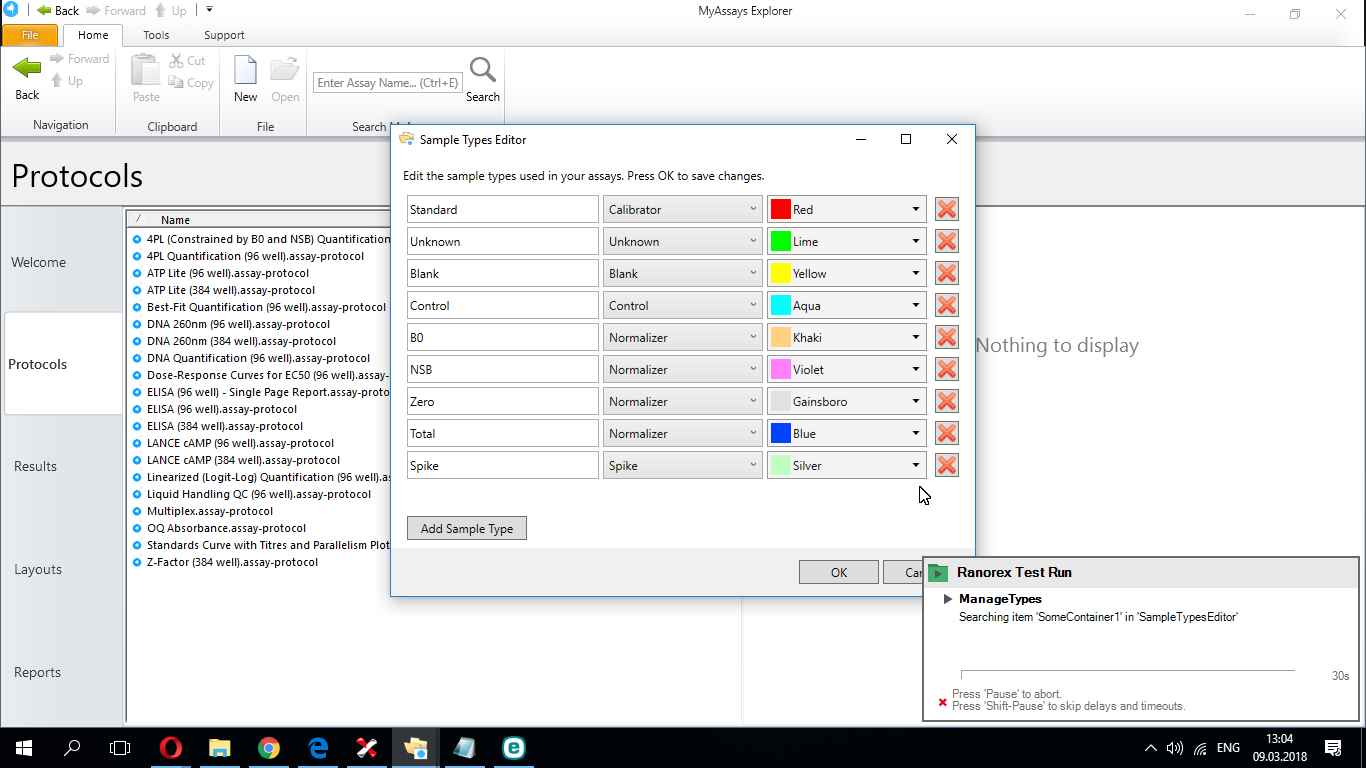 Back Forward Up
MyAssays Explorer
File Home Tools Support
Back
Forward
Up
Navigation
Paste
Cut
Copy
Clipboard
New Open
File
Enter Assay Name... (Ctrl+E)
Search
Search
Protocols
Welcome
Protocols
Results
Layouts
Reports
Name
4PL (Constrained by B0 and NSB) Quantification
4PL Quantification (96 well).assay-protocol
ATP Lite (96 well).assay-protocol
ATP Lite (384 well).assay-protocol
Best-Fit Quantification (96 well).assay-protocol
DNA 260nm (96 well).assay-protocol
DNA 260nm (384 well).assay-protocol
DNA Quantification (96 well).assay-protocol
Dose-Response Curves for EC50 (96 well).assay-
ELISA (96 well) - Single Page Report.assay-proto
ELISA (96 well).assay-protocol
ELISA (384 well).assay-protocol
LANCE cAMP (96 well).assay-protocol
LANCE cAMP (384 well).assay-protocol
Linearized (Logit-Log) Quantification (96 well).as
Liquid Handling QC (96 well).assay-protocol
Multiplex.assay-protocol
OQ Absorbance.assay-protocol
Standards Curve with Titres and Parallelism Plot
Z-Factor (384 well).assay-protocol
Nothing to display
Sample Types Editor
Edit the sample types used in your assays. Press OK to save changes.
Standard Calibrator Red
Unknown Unknown Lime
Blank Blank Yellow
Control Control Aqua
B0 Normalizer Khaki
NSB Normalizer Violet
Zero Normalizer Gainsboro
Total Normalizer Blue
Spike Spike Silver
Add Sample Type
OK Can
Ranorex Test Run
ManageTypes
Searching item 'SomeContainer1' in 'SampleTypesEditor'
30s
Press 'Pause' to abort.
Press 'Shift-Pause' to skip delays and timeouts.
ENG
13:04
09.03.2018